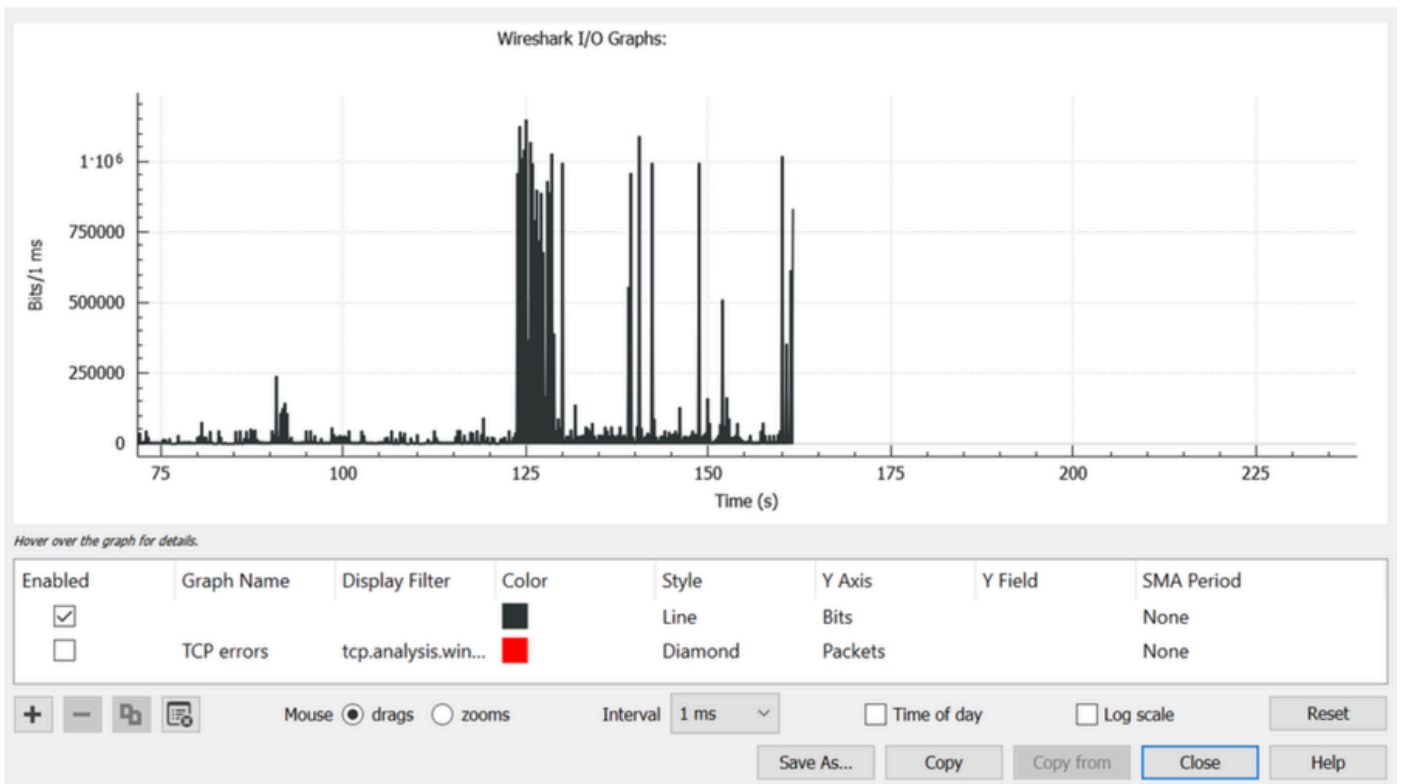 Wireshark I/O Graphs:
1·10⁶
750000
500000
250000
0
Bits/1 ms
75 100 125 150 175 200 225
Time (s)
Hover over the graph for details.
Enabled Graph Name Display Filter Color Style Y Axis Y Field SMA Period
Line Bits None
TCP errors tcp.analysis.win... Diamond Packets None
Mouse drags zooms Interval 1 ms Time of day Log scale Reset
Save As... Copy Copy from Close Help